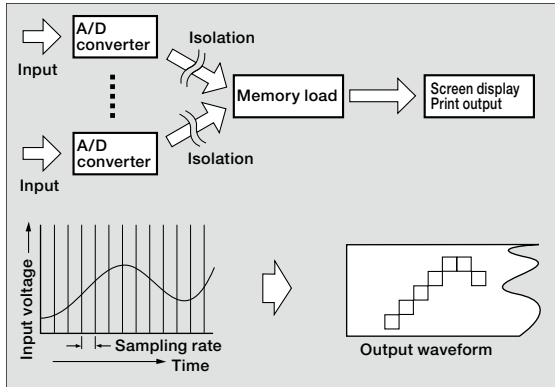 A/D
converter
Input
Isolation
Memory load
Screen display
Print output
A/D
converter
Input
Isolation
Input voltage
Sampling rate
Time
Output waveform